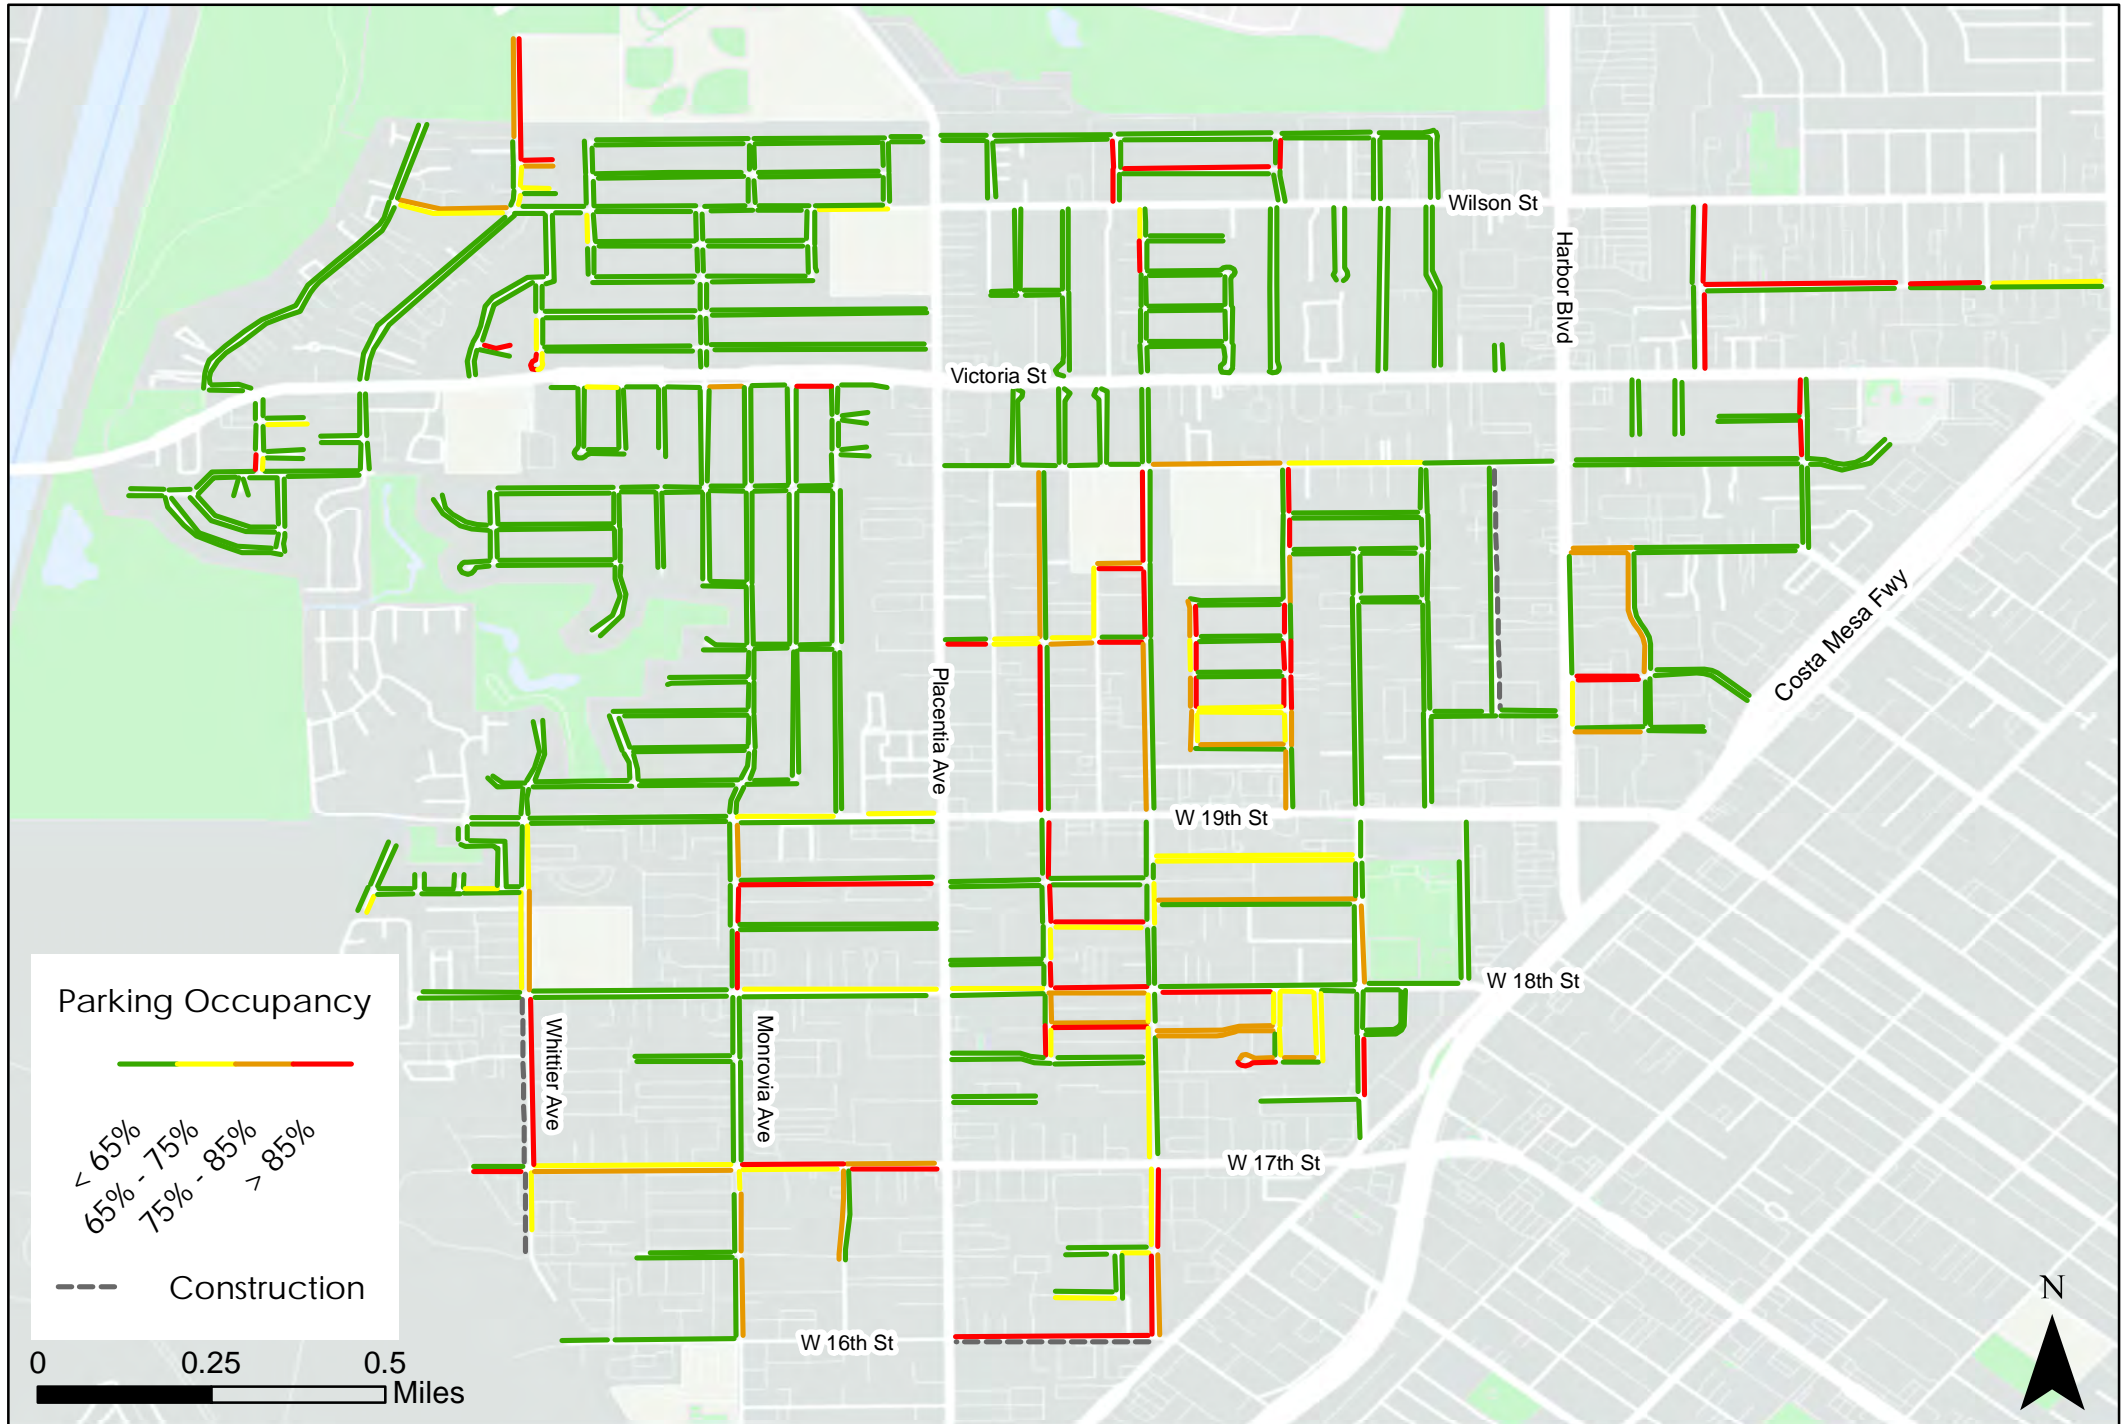 Wilson St
Harbor Blvd
Victoria St
Costa Mesa Fwy
Placentia Ave
W 19th St
W 18th St
Parking Occupancy
< 65%
65% - 75%
75% - 85%
> 85%
Construction
Whittier Ave
Monrovia Ave
W 17th St
W 16th St
0 0.25 0.5
Miles
N